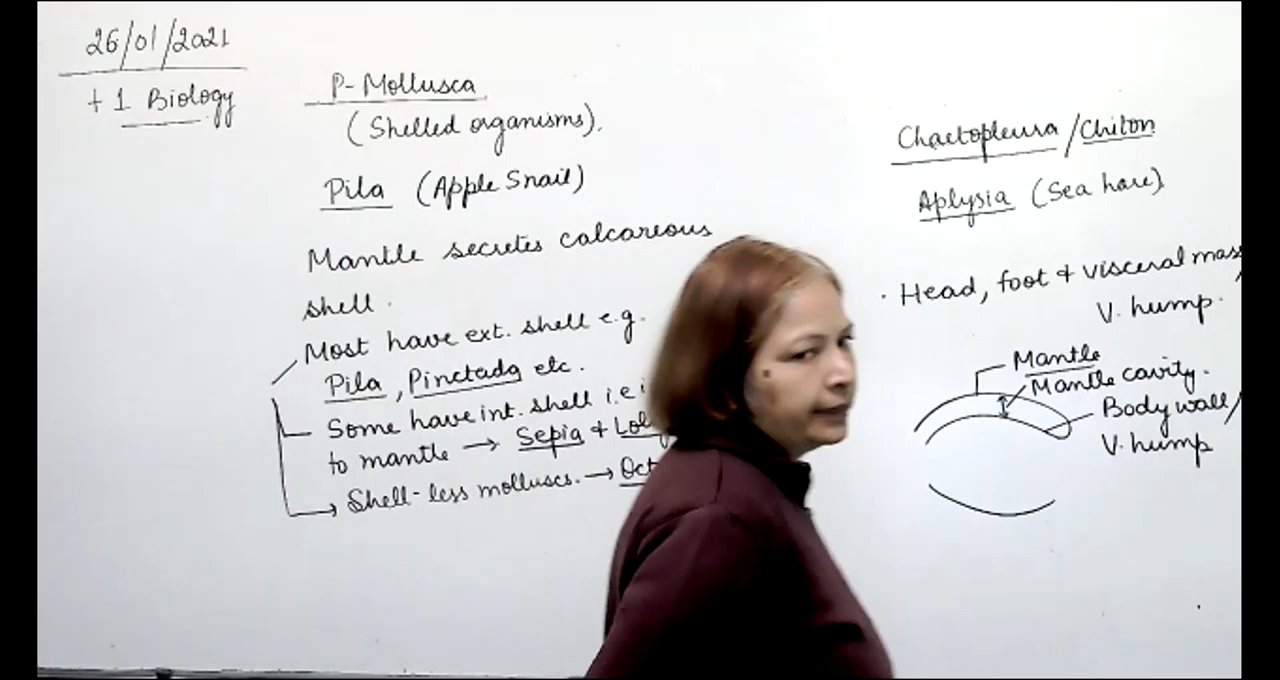 26/01/2021
+1 Biology
P-Mollusca
(Shelled organisms).
Pila (Apple Snail)
Mantle secretes calcareous
shell.
Most have ext. shell e.g.
Pila, Pinctada etc.
Some have int. shell i.e
to mantle → Sepia +
Shell-less molluscs. →
Chaetopleura / Chiton
Aplysia (Sea hare)
· Head, foot + visceral mass/
V. hump.
Mantle
Mantle cavity.
Body wall/
V. hump